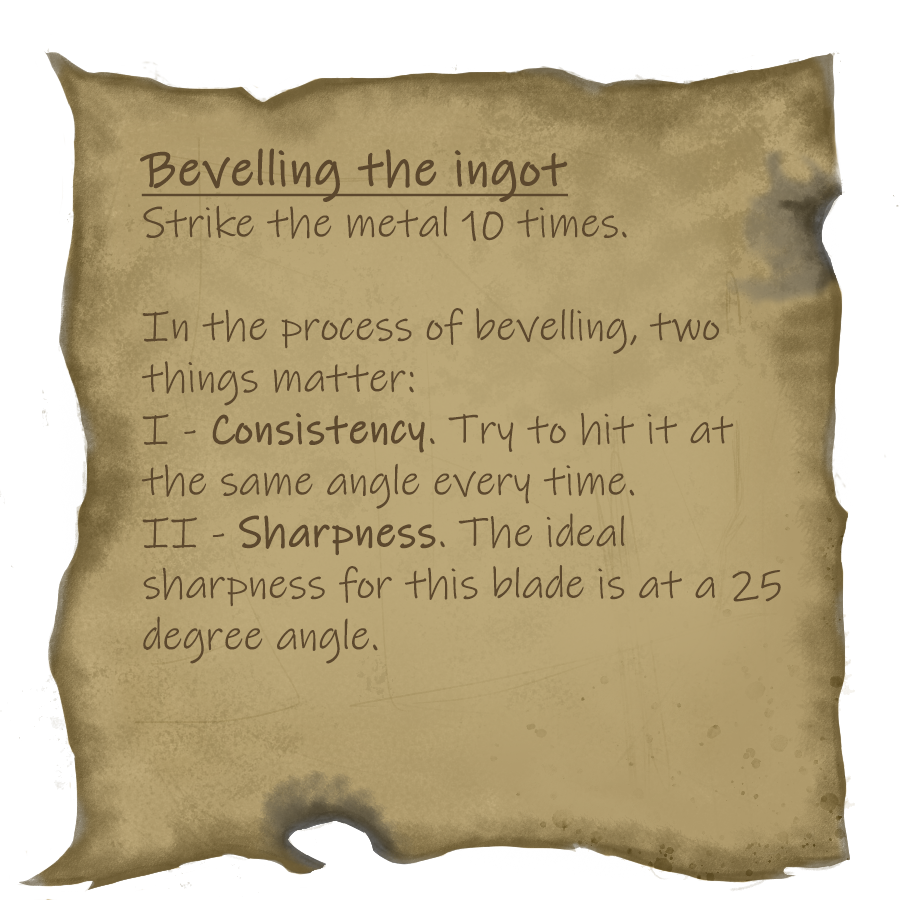 Bevelling the ingot
Strike the metal 10 times.
In the process of bevelling, two
things matter:
I - Consistency. Try to hit it at
the same angle every time.
II - Sharpness. The ideal
sharpness for this blade is at a 25
degree angle.